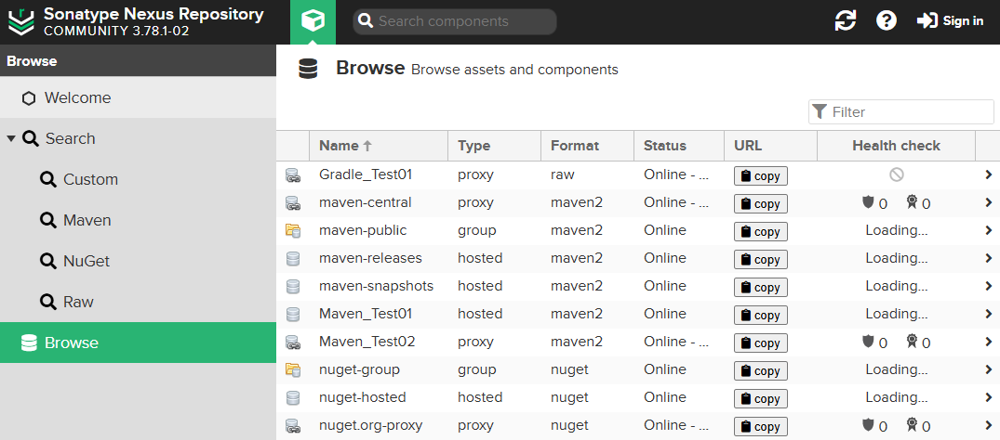 Sonatype Nexus Repository
COMMUNITY 3.78.1-02
Search components
Sign in
Browse
Welcome
Search
Custom
Maven
NuGet
Raw
Browse
Browse Browse assets and components
Filter
Name Type Format Status URL Health check
Gradle_Test01 proxy raw Online - ... copy
maven-central proxy maven2 Online - ... copy 0 0
maven-public group maven2 Online copy Loading...
maven-releases hosted maven2 Online copy Loading...
maven-snapshots hosted maven2 Online copy Loading...
Maven_Test01 hosted maven2 Online copy Loading...
Maven_Test02 proxy maven2 Online - ... copy 0 0
nuget-group group nuget Online copy Loading...
nuget-hosted hosted nuget Online copy Loading...
nuget.org-proxy proxy nuget Online - ... copy 0 0